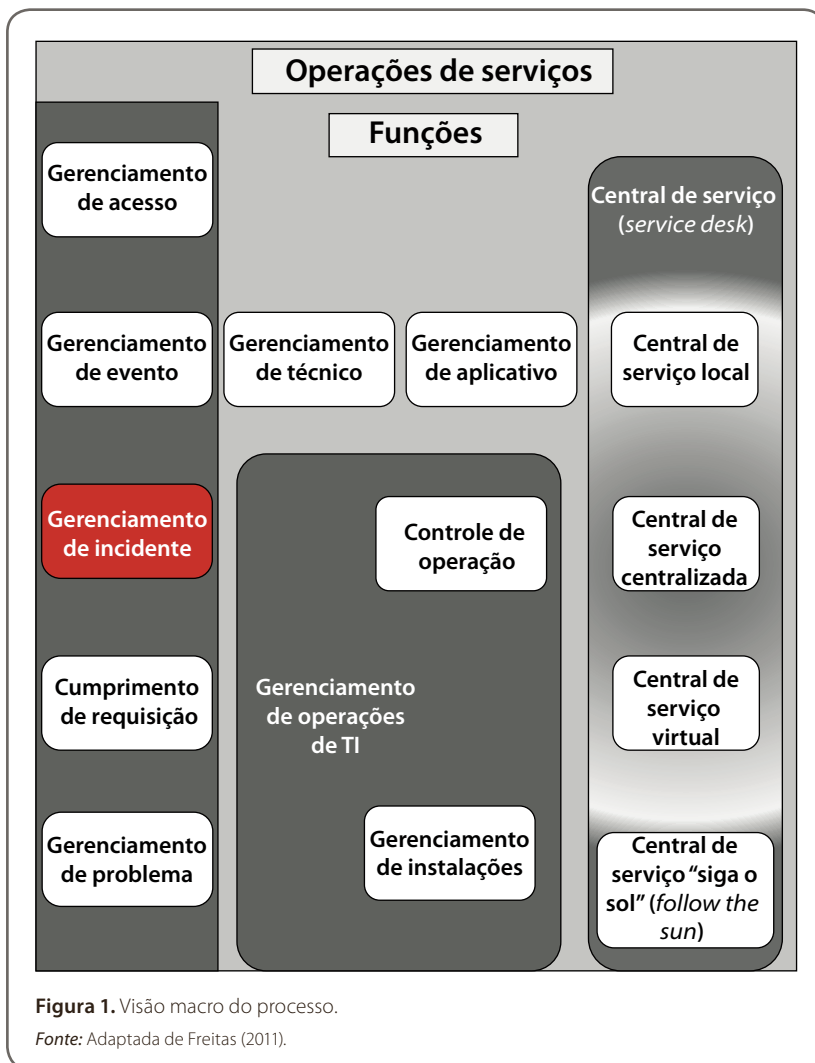 Operações de serviços
Funções
Gerenciamento
de acesso
Central de serviço
(service desk)
Gerenciamento
de evento
Gerenciamento
de técnico
Gerenciamento
de aplicativo
Central de
serviço local
Gerenciamento
de incidente
Controle de
operação
Central de
serviço
centralizada
Cumprimento
de requisição
Gerenciamento
de operações
de TI
Central de
serviço
virtual
Gerenciamento
de problema
Gerenciamento
de instalações
Central de
serviço “siga o
sol” (follow the
sun)
Figura 1. Visão macro do processo.
Fonte: Adaptada de Freitas (2011).